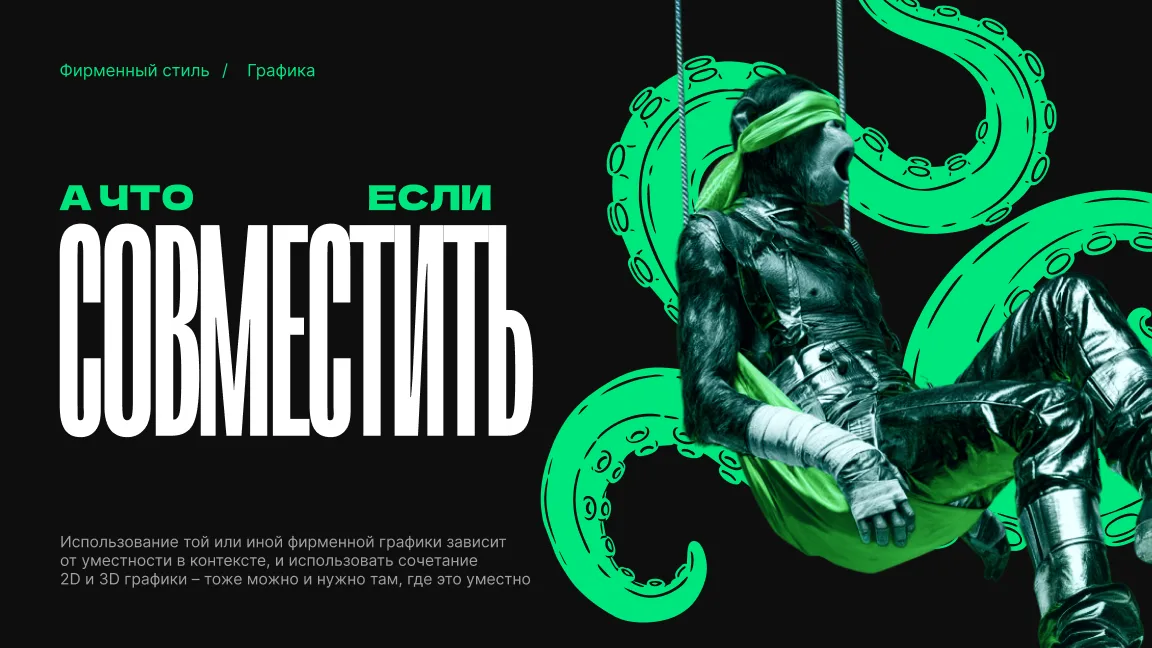 Фирменный стиль / Графика
А ЧТО ЕСЛИ
СОВМЕСТИТЬ
Использование той или иной фирменной графики зависит
от уместности в контексте, и использовать сочетание
2D и 3D графики – тоже можно и нужно там, где это уместно